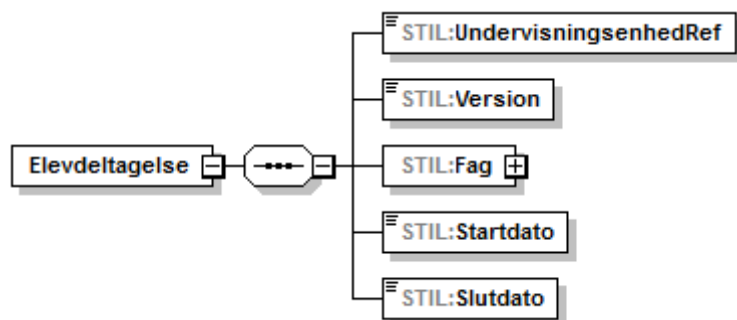 STIL:UndervisningsenhedRef
STIL:Version
Elevdeltagelse
STIL:Fag
STIL:Startdato
STIL:Slutdato